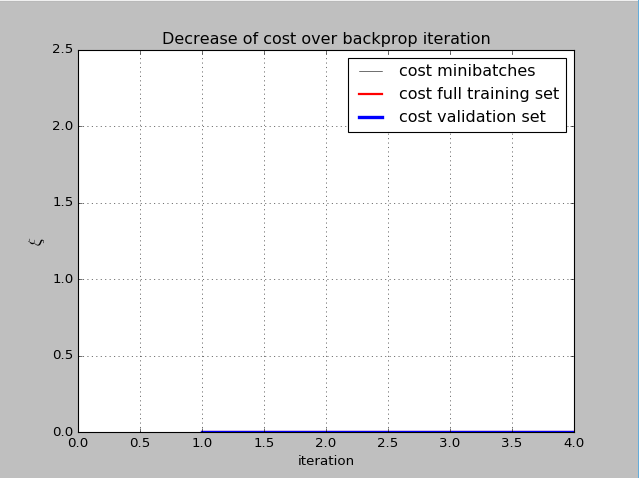 Decrease of cost over backprop iteration
2.5
cost minibatches
cost full training set
cost validation set
2.0
1.5
ξ
1.0
0.5
0.0
0.0 0.5 1.0 1.5 2.0 2.5 3.0 3.5 4.0
iteration